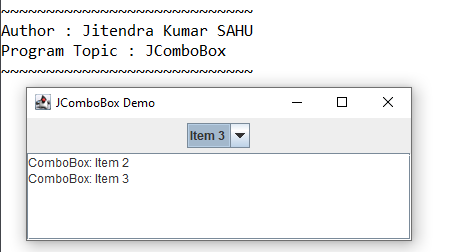 ~~~~~~~~~~~~~~~~~~~~~~~~~~~~
Author : Jitendra Kumar SAHU
Program Topic : JComboBox
~~~~~~~~~~~~~~~~~~~~~~~~~~~~
JComboBox Demo
Item 3
ComboBox: Item 2
ComboBox: Item 3